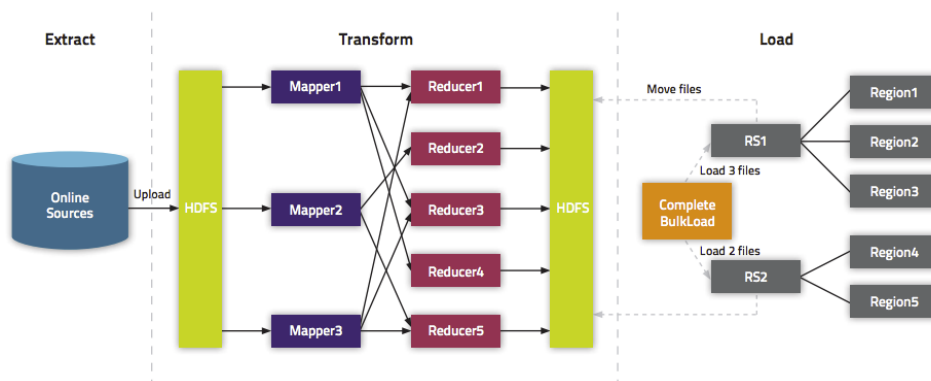 Extract
Transform
Load
Online
Sources
Upload
HDFS
Mapper1
Mapper2
Mapper3
Reducer1
Reducer2
Reducer3
Reducer4
Reducer5
HDFS
Move files
RS1
Load 3 files
Complete
BulkLoad
Load 2 files
RS2
Region1
Region2
Region3
Region4
Region5